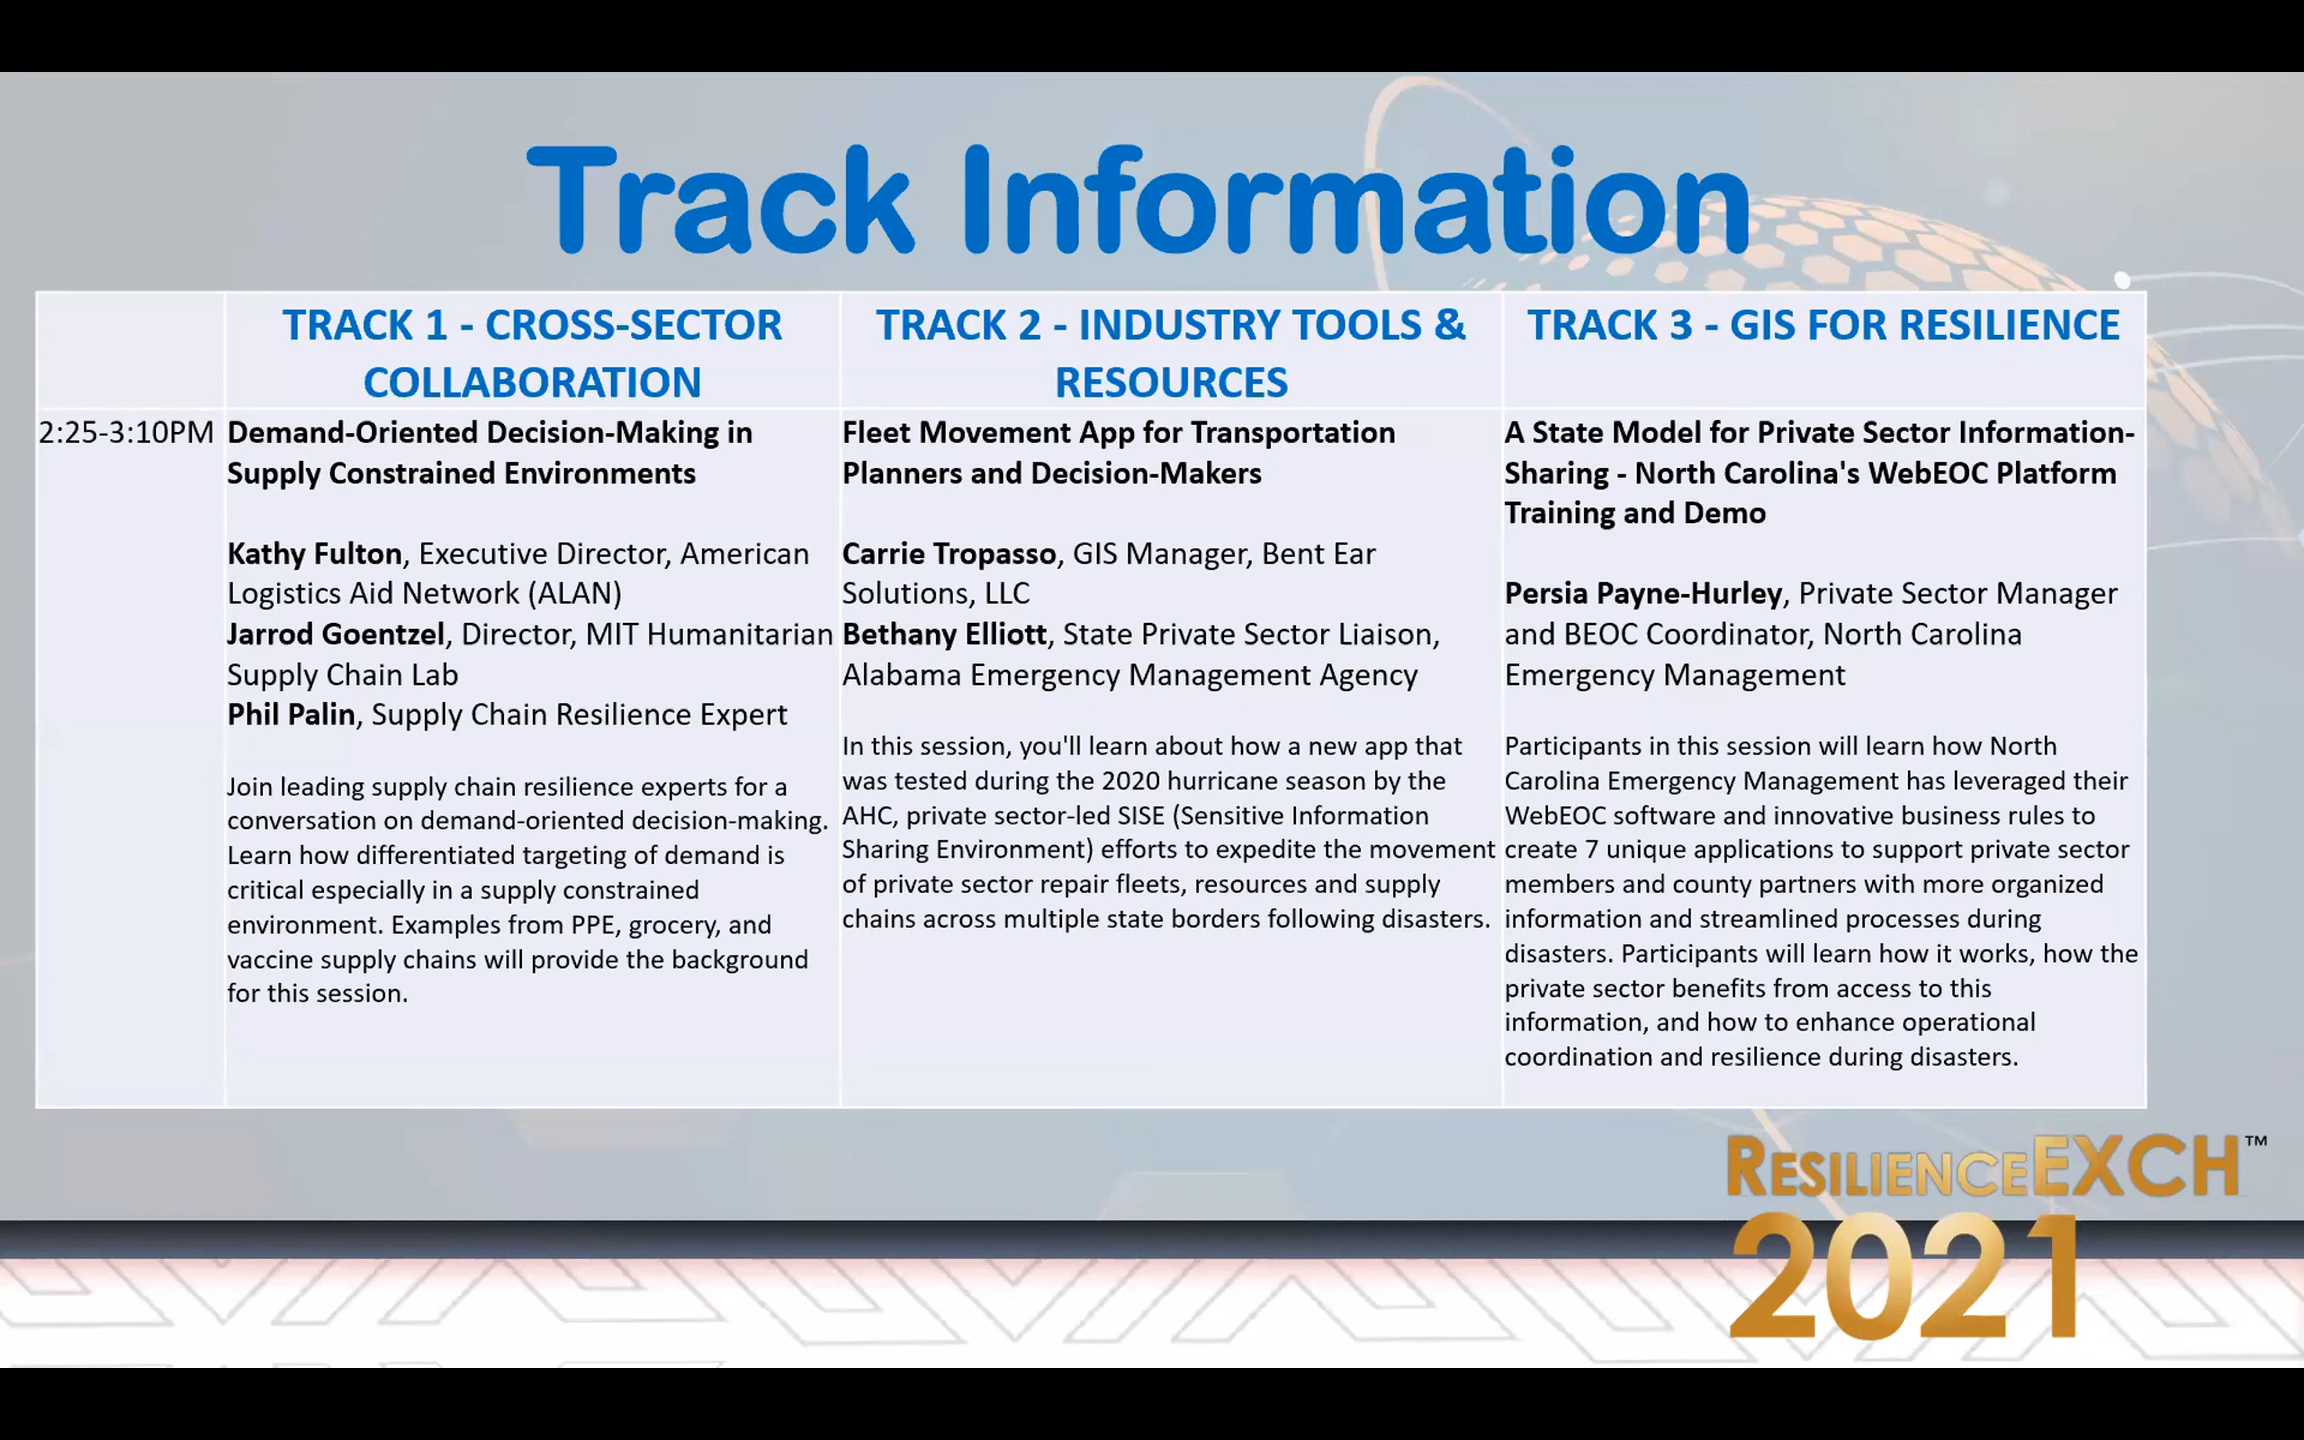 Track Information
TRACK 1 - CROSS-SECTOR
COLLABORATION
TRACK 2 - INDUSTRY TOOLS &
RESOURCES
TRACK 3 - GIS FOR RESILIENCE
2:25-3:10PM
Demand-Oriented Decision-Making in
Supply Constrained Environments
Kathy Fulton, Executive Director, American
Logistics Aid Network (ALAN)
Jarrod Goentzel, Director, MIT Humanitarian
Supply Chain Lab
Phil Palin, Supply Chain Resilience Expert
Join leading supply chain resilience experts for a
conversation on demand-oriented decision-making.
Learn how differentiated targeting of demand is
critical especially in a supply constrained
environment. Examples from PPE, grocery, and
vaccine supply chains will provide the background
for this session.
Fleet Movement App for Transportation
Planners and Decision-Makers
Carrie Tropasso, GIS Manager, Bent Ear
Solutions, LLC
Bethany Elliott, State Private Sector Liaison,
Alabama Emergency Management Agency
In this session, you'll learn about how a new app that
was tested during the 2020 hurricane season by the
AHC, private sector-led SISE (Sensitive Information
Sharing Environment) efforts to expedite the movement
of private sector repair fleets, resources and supply
chains across multiple state borders following disasters.
A State Model for Private Sector Information-
Sharing - North Carolina's WebEOC Platform
Training and Demo
Persia Payne-Hurley, Private Sector Manager
and BEOC Coordinator, North Carolina
Emergency Management
Participants in this session will learn how North
Carolina Emergency Management has leveraged their
WebEOC software and innovative business rules to
create 7 unique applications to support private sector
members and county partners with more organized
information and streamlined processes during
disasters. Participants will learn how it works, how the
private sector benefits from access to this
information, and how to enhance operational
coordination and resilience during disasters.
RESILIENCEEXCH™
2021